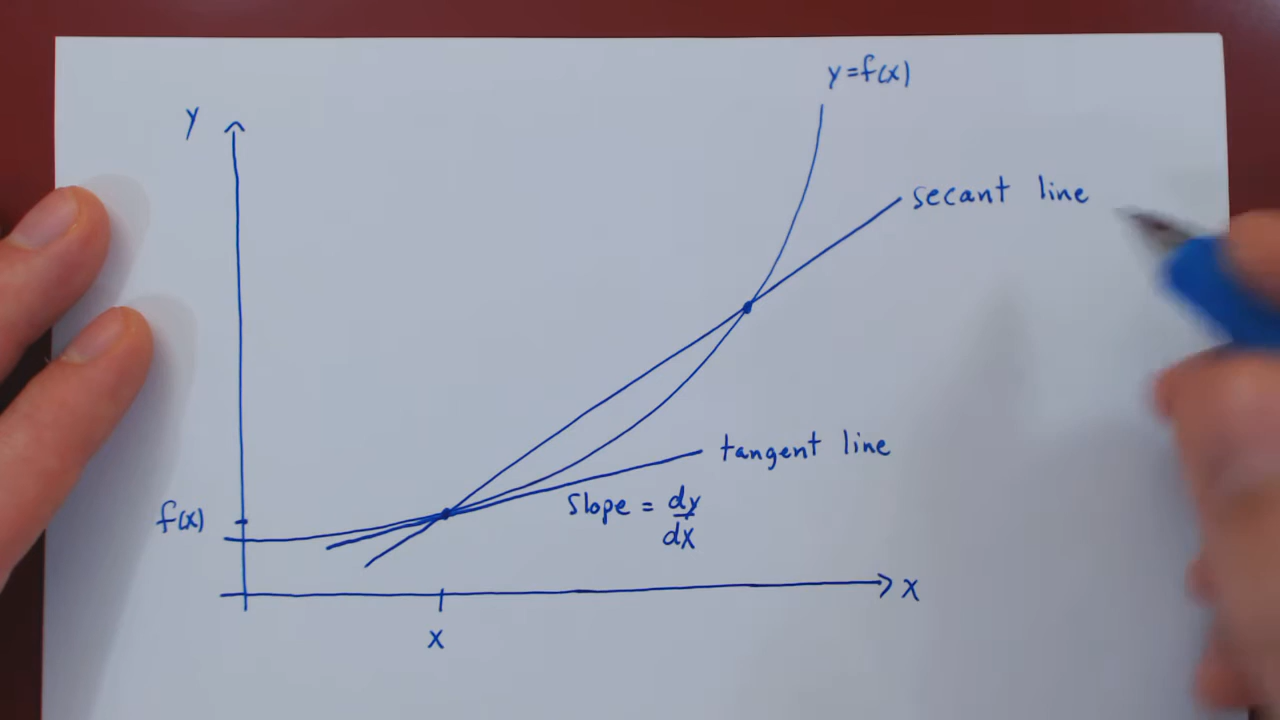 y=f(x)
y
secant line
tangent line
f(x)
slope = dy
dx
x
x